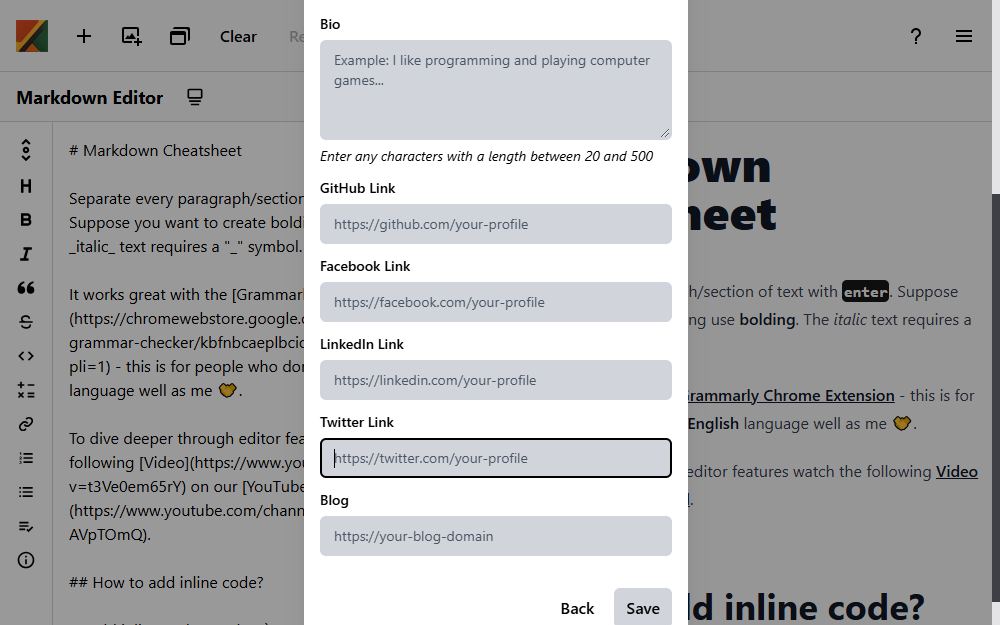 Clear
Re
Markdown Editor
# Markdown Cheatsheet
Separate every paragraph/section
Suppose you want to create boldi
_italic_ text requires a "_" symbol.
It works great with the [Grammarl
(https://chromewebstore.google.c
grammar-checker/kbfnbcaeplbcio
pli=1) - this is for people who don
language well as me 🤝.
To dive deeper through editor fea
following [Video](https://www.you
v=t3Ve0em65rY) on our [YouTube
(https://www.youtube.com/chann
AVpTOmQ).
## How to add inline code?
Bio
Example: I like programming and playing computer
games...
Enter any characters with a length between 20 and 500
GitHub Link
https://github.com/your-profile
Facebook Link
https://facebook.com/your-profile
LinkedIn Link
https://linkedin.com/your-profile
Twitter Link
https://twitter.com/your-profile
Blog
https://your-blog-domain
Back
Save
own
heet
h/section of text with enter. Suppose
ng use bolding. The italic text requires a
Grammarly Chrome Extension - this is for
English language well as me 🤝.
editor features watch the following Video
l.
dd inline code?